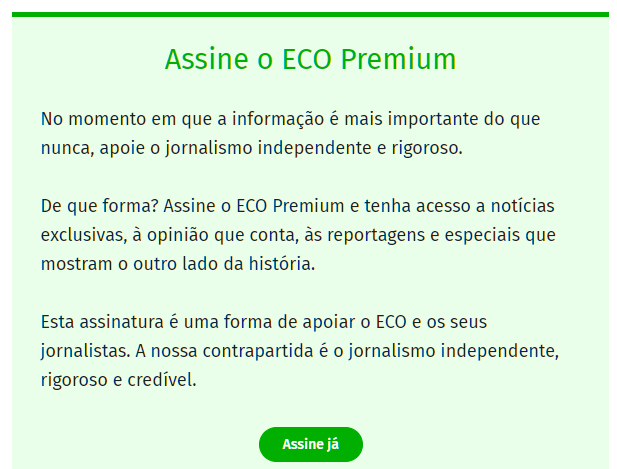 Assine o ECO Premium
No momento em que a informação é mais importante do que
nunca, apoie o jornalismo independente e rigoroso.
De que forma? Assine o ECO Premium e tenha acesso a notícias
exclusivas, à opinião que conta, às reportagens e especiais que
mostram o outro lado da história.
Esta assinatura é uma forma de apoiar o ECO e os seus
jornalistas. A nossa contrapartida é o jornalismo independente,
rigoroso e credível.
Assine já